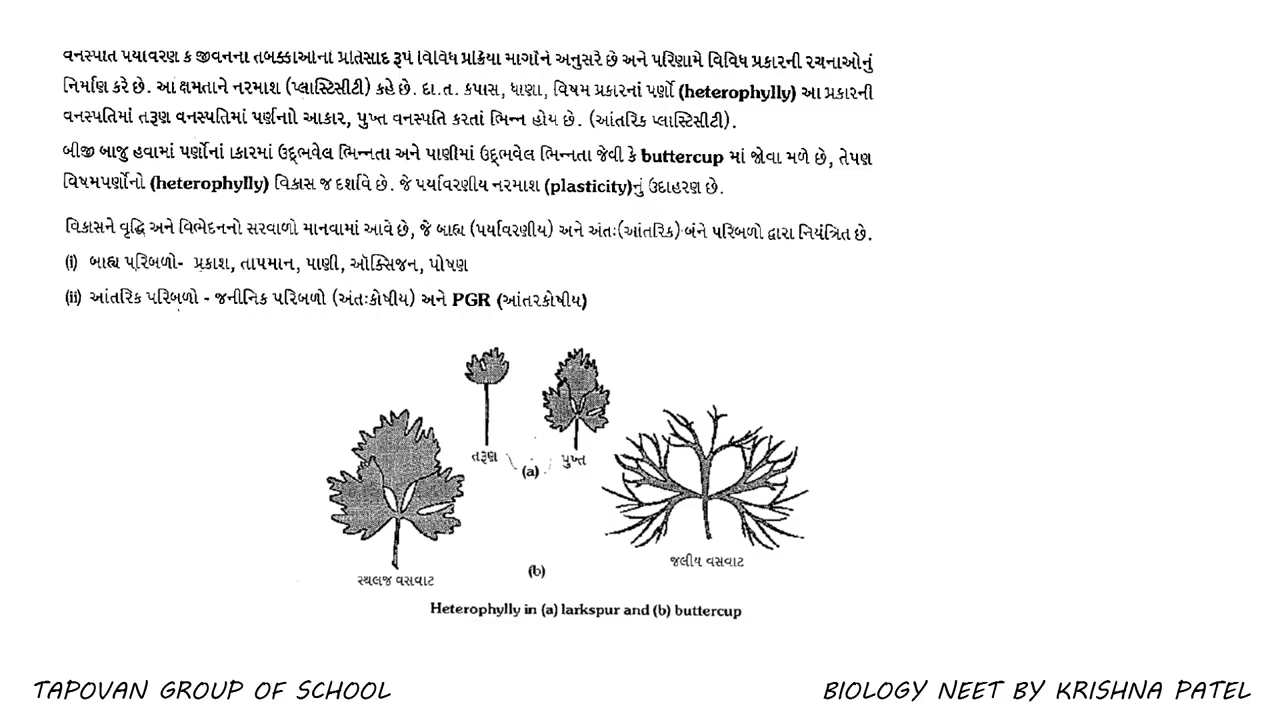 વનસ્પતિ પર્યાવરણ કે જીવનના તબક્કાઓનાં પ્રતિસાદ રૂપે વિવિધ પ્રક્રિયા માર્ગોને અનુસરે છે અને પરિણામે વિવિધ પ્રકારની રચનાઓનું
નિર્માણ કરે છે. આં ક્ષમતાને નરમાશ (પ્લાસ્ટિસીટી) કહે છે. દા.ત. કપાસ, ધાણા, વિષમ પ્રકારનાં પર્ણો (heterophylly) આ પ્રકારની
વનસ્પતિમાં તરૂણ વનસ્પતિમાં પર્ણનાો આકાર, પુખ્ત વનસ્પતિ કરતાં ભિન્ન હોય છે. (આંતરિક પ્લાસ્ટિસીટી).
બીજી બાજુ હવામાં પર્ણોનાં ાકારમાં ઉદ્દભવેલ ભિન્નતા અને પાણીમાં ઉદ્દભવેલ ભિન્નતા જેવી કે buttercup માં જોવા મળે છે, તેપણ
વિષમપર્ણોનો (heterophylly) વિકાસ જ દર્શાવે છે. જે પર્યાવરણીય નરમાશ (plasticity)નું ઉદાહરણ છે.
વિકાસને વૃદ્ધિ અને વિભેદનનો સરવાળો માનવામાં આવે છે, જે બાહ્ય (પર્યાવરણીય) અને અંતઃ(આંતરિક) બંને પરિબળો દ્વારા નિયંત્રિત છે.
(i) બાહ્ય પરિબળો- પ્રકાશ, તાપમાન, પાણી, ઑક્સિજન, પોષણ
(ii) આંતરિક પરિબળો - જનીનિક પરિબળો (અંતઃકોષીય) અને PGR (આંતરકોષીય)
તરૂણ
(a)
પુખ્ત
સ્થલજ વસવાટ
(b)
જલીય વસવાટ
Heterophylly in (a) larkspur and (b) buttercup
TAPOVAN GROUP OF SCHOOL
BIOLOGY NEET BY KRISHNA PATEL